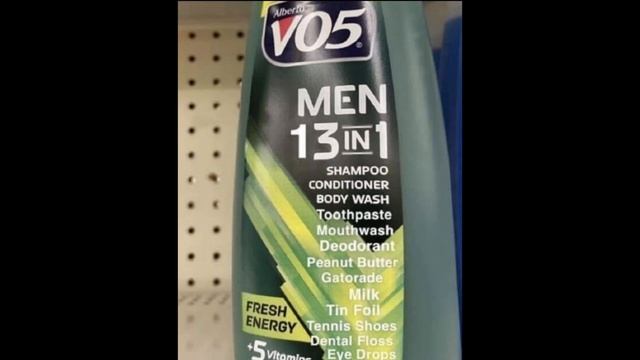 Alberto
VO5®
MEN
13 IN 1
SHAMPOO
CONDITIONER
BODY WASH
Toothpaste
Mouthwash
Deodorant
Peanut Butter
Gatorade
Milk
Tin Foil
Tennis Shoes
Dental Floss
Eye Drops
FRESH
ENERGY
+5 Vitamins